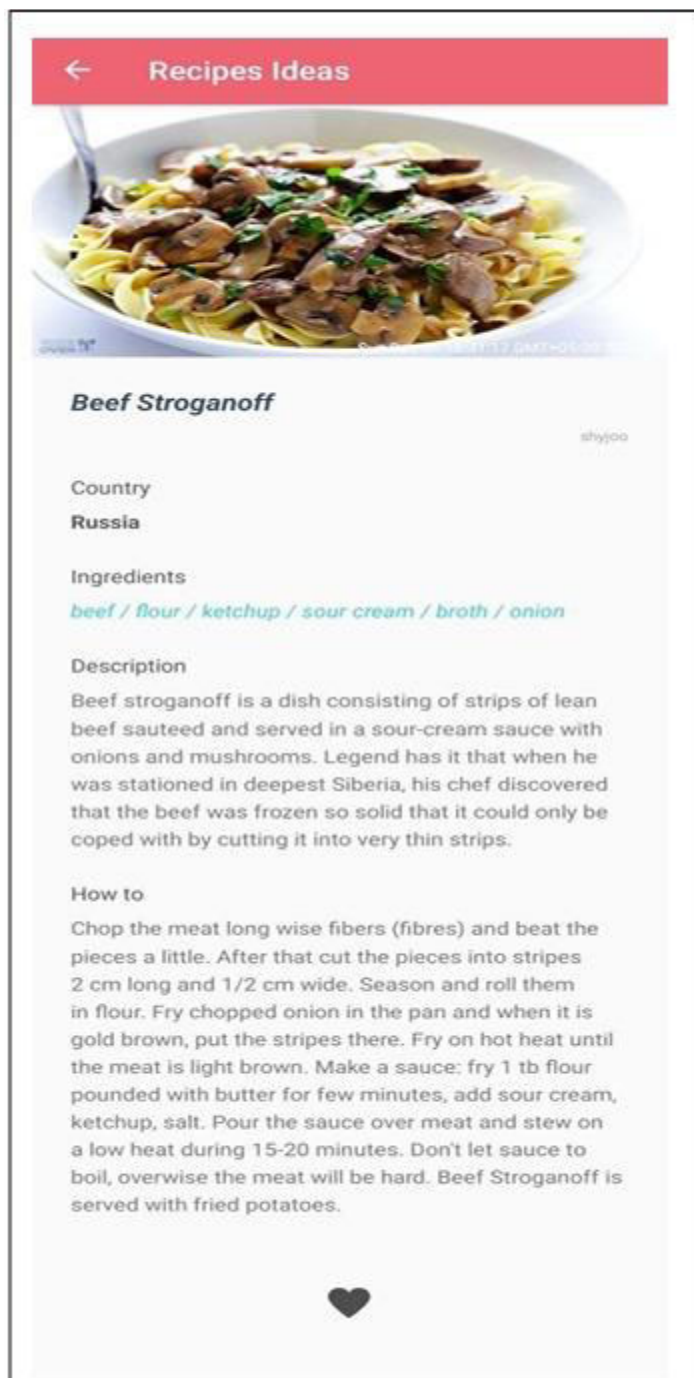 Recipes Ideas
GMT+05:00
Beef Stroganoff
shyjoo
Country
Russia
Ingredients
beef / flour / ketchup / sour cream / broth / onion
Description
Beef stroganoff is a dish consisting of strips of lean
beef sauteed and served in a sour-cream sauce with
onions and mushrooms. Legend has it that when he
was stationed in deepest Siberia, his chef discovered
that the beef was frozen so solid that it could only be
coped with by cutting it into very thin strips.
How to
Chop the meat long wise fibers (fibres) and beat the
pieces a little. After that cut the pieces into stripes
2 cm long and 1/2 cm wide. Season and roll them
in flour. Fry chopped onion in the pan and when it is
gold brown, put the stripes there. Fry on hot heat until
the meat is light brown. Make a sauce: fry 1 tb flour
pounded with butter for few minutes, add sour cream,
ketchup, salt. Pour the sauce over meat and stew on
a low heat during 15-20 minutes. Don't let sauce to
boil, overwise the meat will be hard. Beef Stroganoff is
served with fried potatoes.